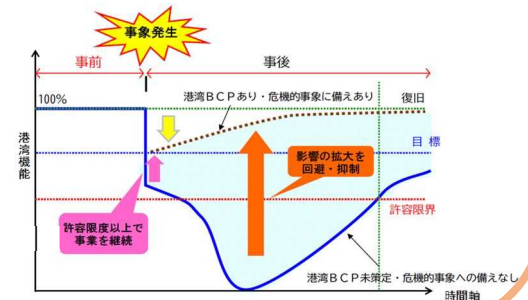 事象発生
事前
事後
100%
港湾BCPあり・危機的事象に備えあり
復旧
港湾機能
目標
影響の拡大を
回避・抑制
許容限度以上で
事業を継続
許容限界
港湾BCP未策定・危機的事象への備えなし
時間軸